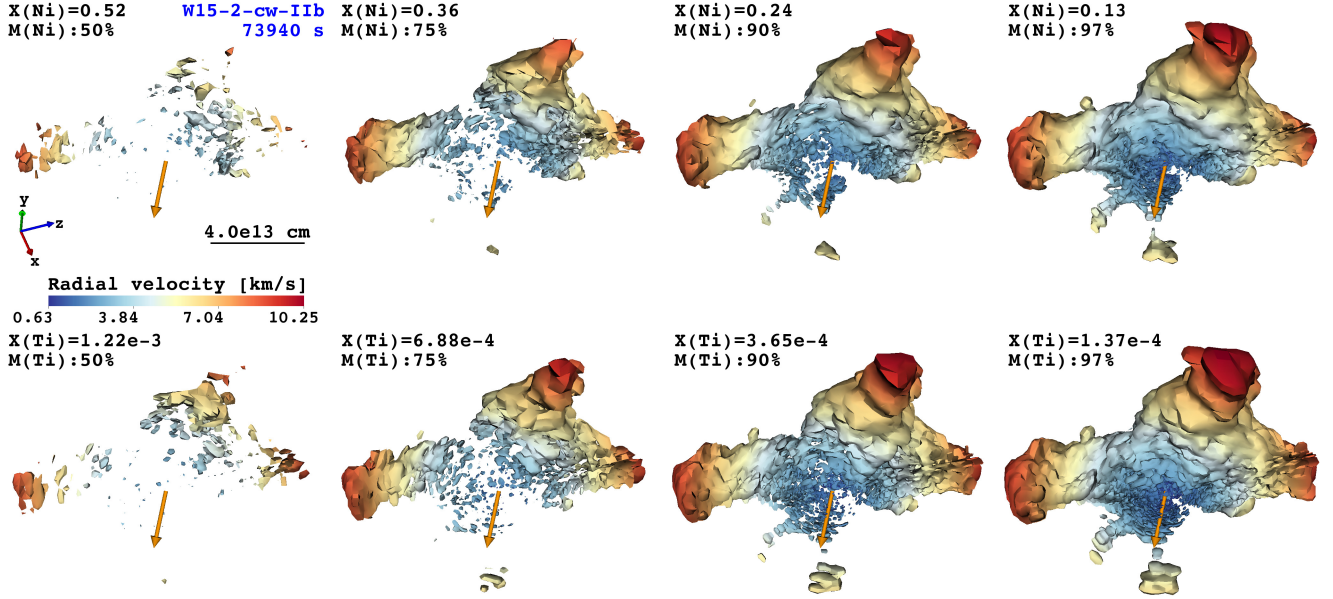 X(Ni)=0.52 W15-2-cw-IIb
M(Ni):50% 73940 s
X(Ni)=0.36
M(Ni):75%
X(Ni)=0.24
M(Ni):90%
X(Ni)=0.13
M(Ni):97%
y
z
x
4.0e13 cm
Radial velocity [km/s]
0.63 3.84 7.04 10.25
X(Ti)=1.22e-3
M(Ti):50%
X(Ti)=6.88e-4
M(Ti):75%
X(Ti)=3.65e-4
M(Ti):90%
X(Ti)=1.37e-4
M(Ti):97%